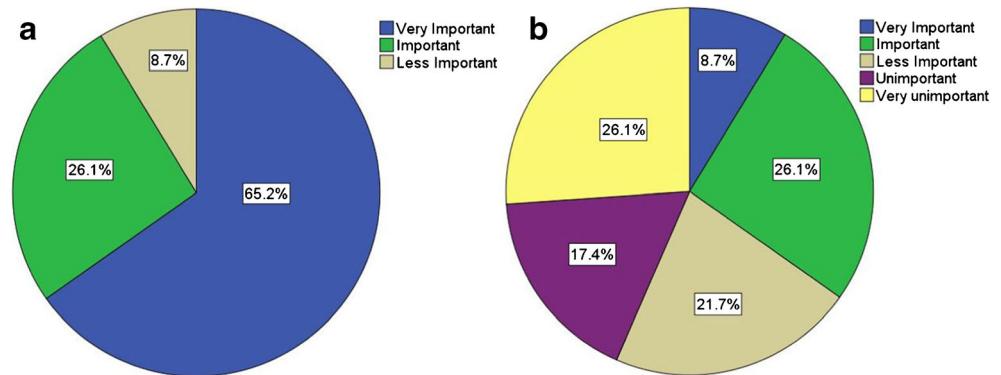 a
Very Important
Important
Less Important
8.7%
26.1%
65.2%
b
Very Important
Important
Less Important
Unimportant
Very unimportant
8.7%
26.1%
26.1%
17.4%
21.7%